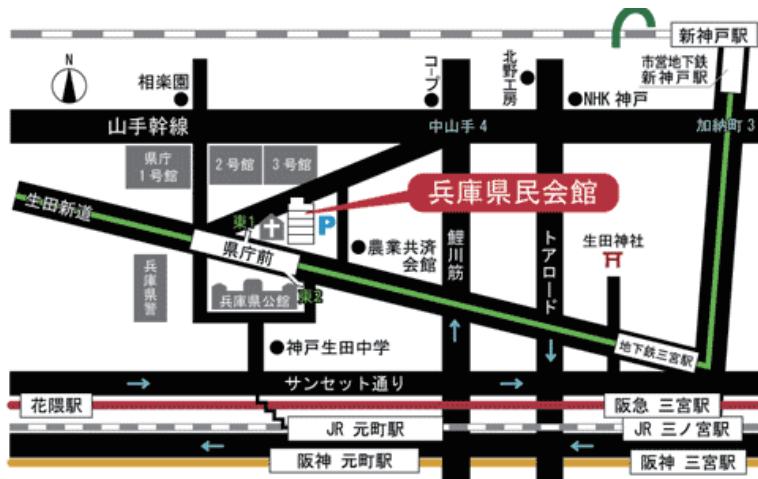 新神戸駅
N
相楽園
コープ
北野工房
市営地下鉄
新神戸駅
NHK 神戸
山手幹線
中山手 4
加納町 3
県庁
1号館
2号館
3号館
兵庫県民会館
生田新道
東1
P
県庁前
農業共済
会館
鯉川筋
トアロード
生田神社
兵庫県警
兵庫県公館
東2
神戸生田中学
地下鉄三宮駅
サンセット通り
花隈駅
阪急 三宮駅
JR 元町駅
JR 三ノ宮駅
阪神 元町駅
阪神 三宮駅